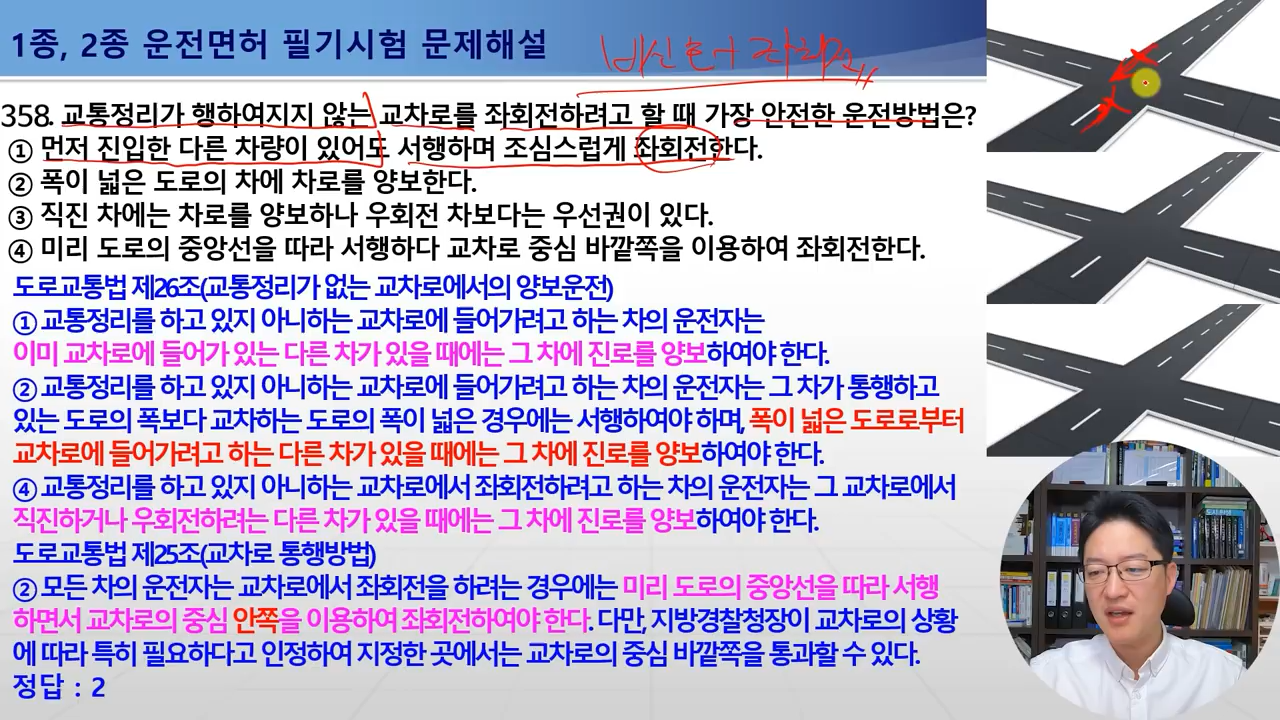 1종, 2종 운전면허 필기시험 문제해설
비신호 좌회전
358. 교통정리가 행하여지지 않는 교차로를 좌회전하려고 할 때 가장 안전한 운전방법은?
① 먼저 진입한 다른 차량이 있어도 서행하며 조심스럽게 좌회전한다.
② 폭이 넓은 도로의 차에 차로를 양보한다.
③ 직진 차에는 차로를 양보하나 우회전 차보다는 우선권이 있다.
④ 미리 도로의 중앙선을 따라 서행하다 교차로 중심 바깥쪽을 이용하여 좌회전한다.
도로교통법 제26조(교통정리가 없는 교차로에서의 양보운전)
① 교통정리를 하고 있지 아니하는 교차로에 들어가려고 하는 차의 운전자는
이미 교차로에 들어가 있는 다른 차가 있을 때에는 그 차에 진로를 양보하여야 한다.
② 교통정리를 하고 있지 아니하는 교차로에 들어가려고 하는 차의 운전자는 그 차가 통행하고
있는 도로의 폭보다 교차하는 도로의 폭이 넓은 경우에는 서행하여야 하며, 폭이 넓은 도로로부터
교차로에 들어가려고 하는 다른 차가 있을 때에는 그 차에 진로를 양보하여야 한다.
④ 교통정리를 하고 있지 아니하는 교차로에서 좌회전하려고 하는 차의 운전자는 그 교차로에서
직진하거나 우회전하려는 다른 차가 있을 때에는 그 차에 진로를 양보하여야 한다.
도로교통법 제25조(교차로 통행방법)
② 모든 차의 운전자는 교차로에서 좌회전을 하려는 경우에는 미리 도로의 중앙선을 따라 서행
하면서 교차로의 중심 안쪽을 이용하여 좌회전하여야 한다. 다만, 지방경찰청장이 교차로의 상황
에 따라 특히 필요하다고 인정하여 지정한 곳에서는 교차로의 중심 바깥쪽을 통과할 수 있다.
정답 : 2